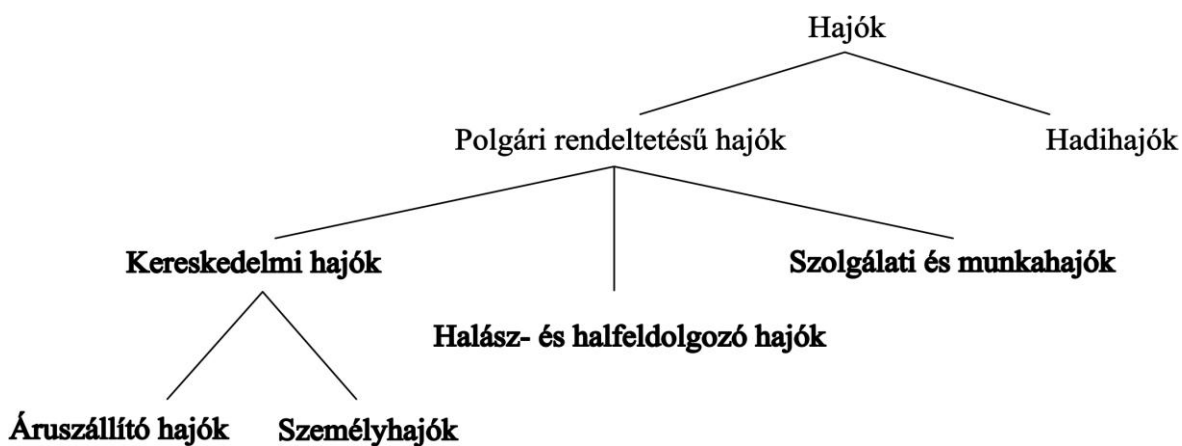 Hajók
Polgári rendeltetésű hajók
Hadihajók
Kereskedelmi hajók
Szolgálati és munkahajók
Halász- és halfeldolgozó hajók
Áruszállító hajók
Személyhajók